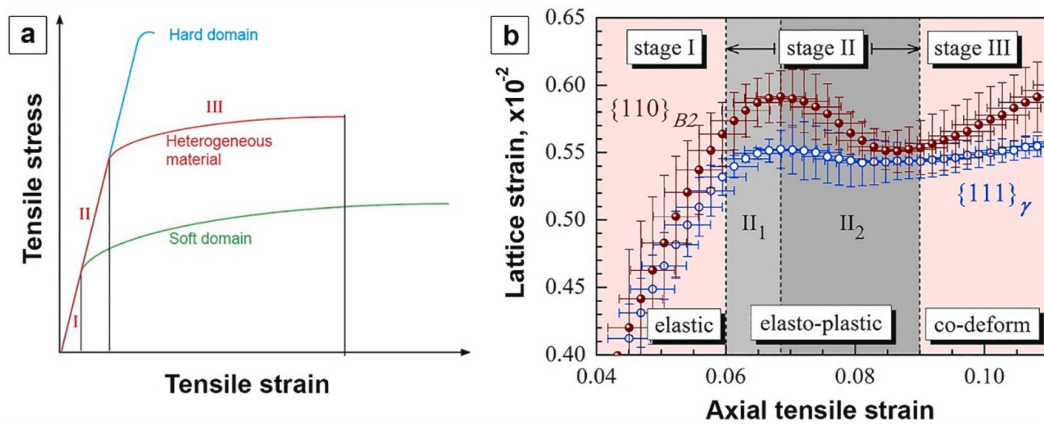 a
Tensile stress
Hard domain
III
Heterogeneous
material
II
Soft domain
I
Tensile strain
b
Lattice strain, x10⁻²
0.65
0.60
0.55
0.50
0.45
0.40
stage I
stage II
stage III
{110}B2
{111}γ
II₁
II₂
elastic
elasto-plastic
co-deform
0.04
0.06
0.08
0.10
Axial tensile strain